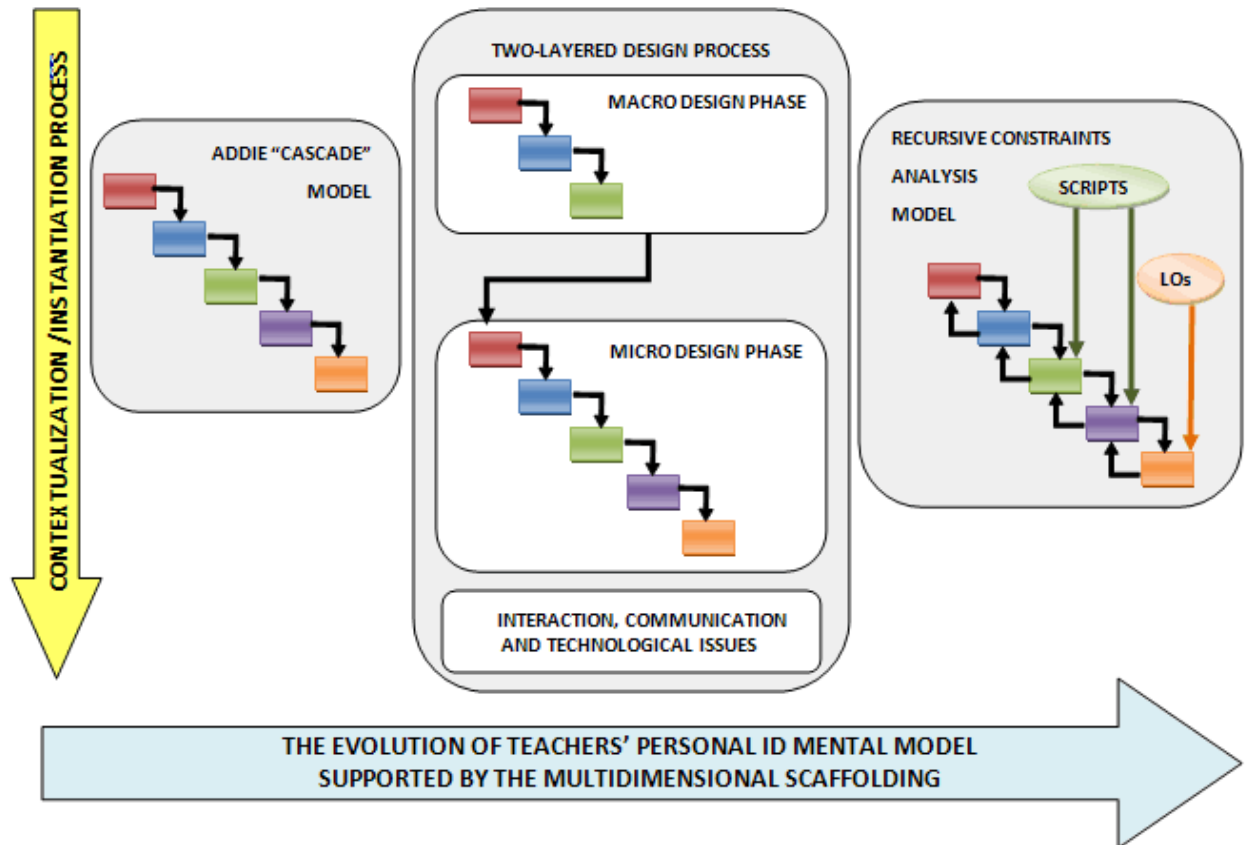 CONTEXTUALIZATION /INSTANTIATION PROCESS
ADDIE “CASCADE”
MODEL
TWO-LAYERED DESIGN PROCESS
MACRO DESIGN PHASE
MICRO DESIGN PHASE
INTERACTION, COMMUNICATION
AND TECHNOLOGICAL ISSUES
RECURSIVE CONSTRAINTS
ANALYSIS
MODEL
SCRIPTS
LOs
THE EVOLUTION OF TEACHERS’ PERSONAL ID MENTAL MODEL
SUPPORTED BY THE MULTIDIMENSIONAL SCAFFOLDING